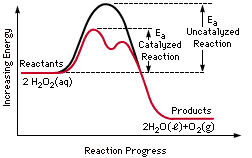 Increasing Energy
Ea
Catalyzed
Reaction
Ea
Uncatalyzed
Reaction
Reactants
2 H2O2(aq)
Products
2H2O(ℓ)+O2(g)
Reaction Progress